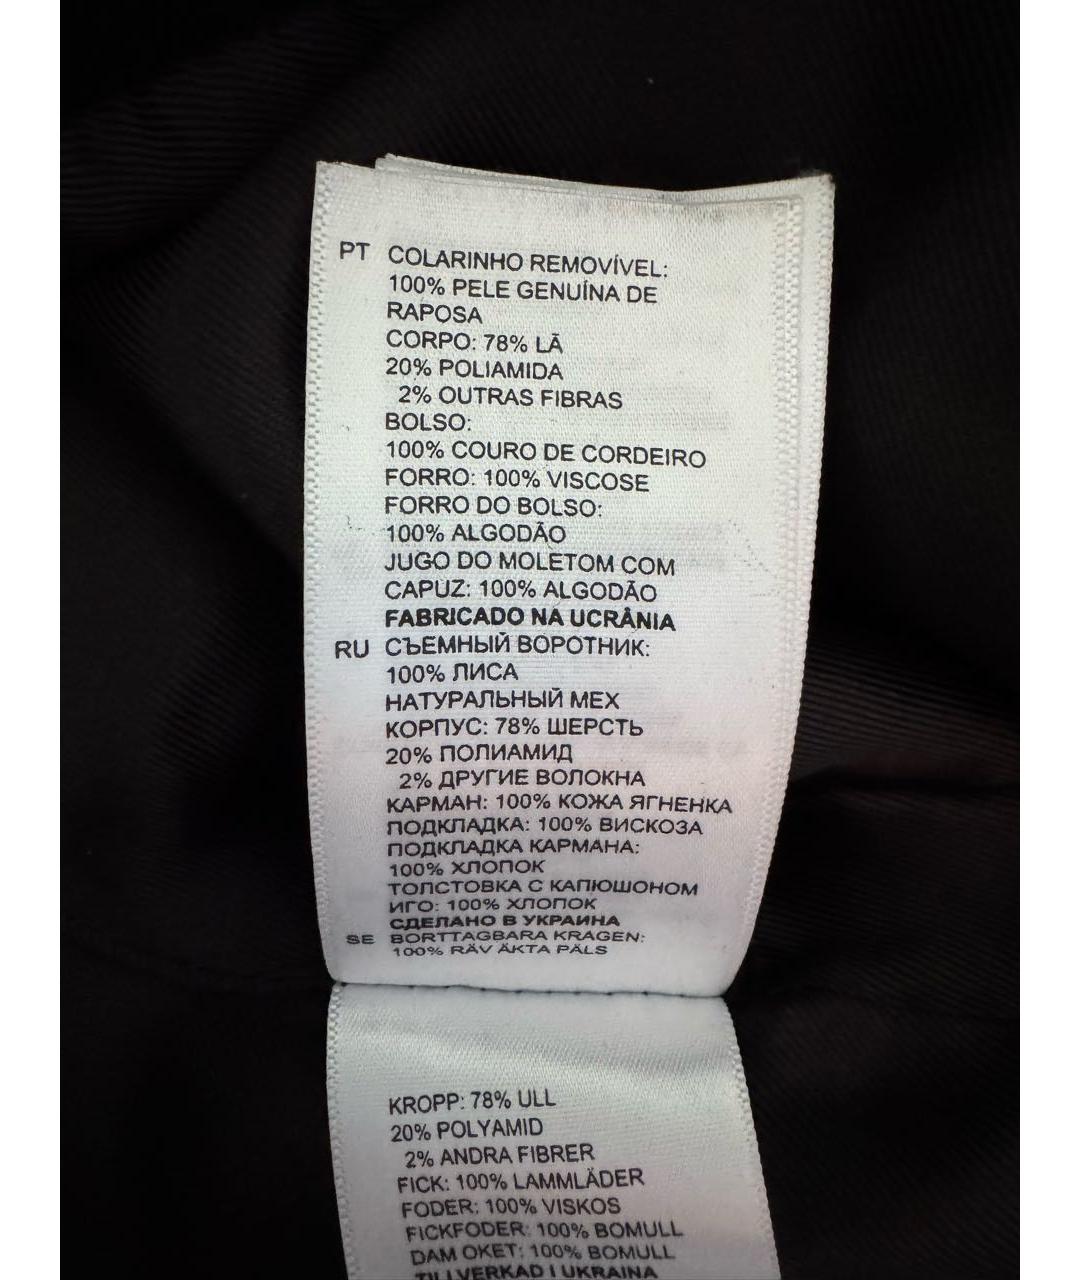 PT COLARINHO REMOVÍVEL:
100% PELE GENUÍNA DE
RAPOSA
CORPO: 78% LÃ
20% POLIAMIDA
2% OUTRAS FIBRAS
BOLSO:
100% COURO DE CORDEIRO
FORRO: 100% VISCOSE
FORRO DO BOLSO:
100% ALGODÃO
JUGO DO MOLETOM COM
CAPUZ: 100% ALGODÃO
FABRICADO NA UCRÂNIA
RU СЪЕМНЫЙ ВОРОТНИК:
100% ЛИСА
НАТУРАЛЬНЫЙ МЕХ
КОРПУС: 78% ШЕРСТЬ
20% ПОЛИАМИД
2% ДРУГИЕ ВОЛОКНА
КАРМАН: 100% КОЖА ЯГНЕНКА
ПОДКЛАДКА: 100% ВИСКОЗА
ПОДКЛАДКА КАРМАНА:
100% ХЛОПОК
ТОЛСТОВКА С КАПЮШОНОМ
ИГО: 100% ХЛОПОК
СДЕЛАНО В УКРАИНА
SE BORTTAGBARA KRAGEN:
100% RÄV ÄKTA PÄLS
KROPP: 78% ULL
20% POLYAMID
2% ANDRA FIBRER
FICK: 100% LAMMLÄDER
FODER: 100% VISKOS
FICKFODER: 100% BOMULL
DAM OKET: 100% BOMULL
TILLVERKAD I UKRAINA